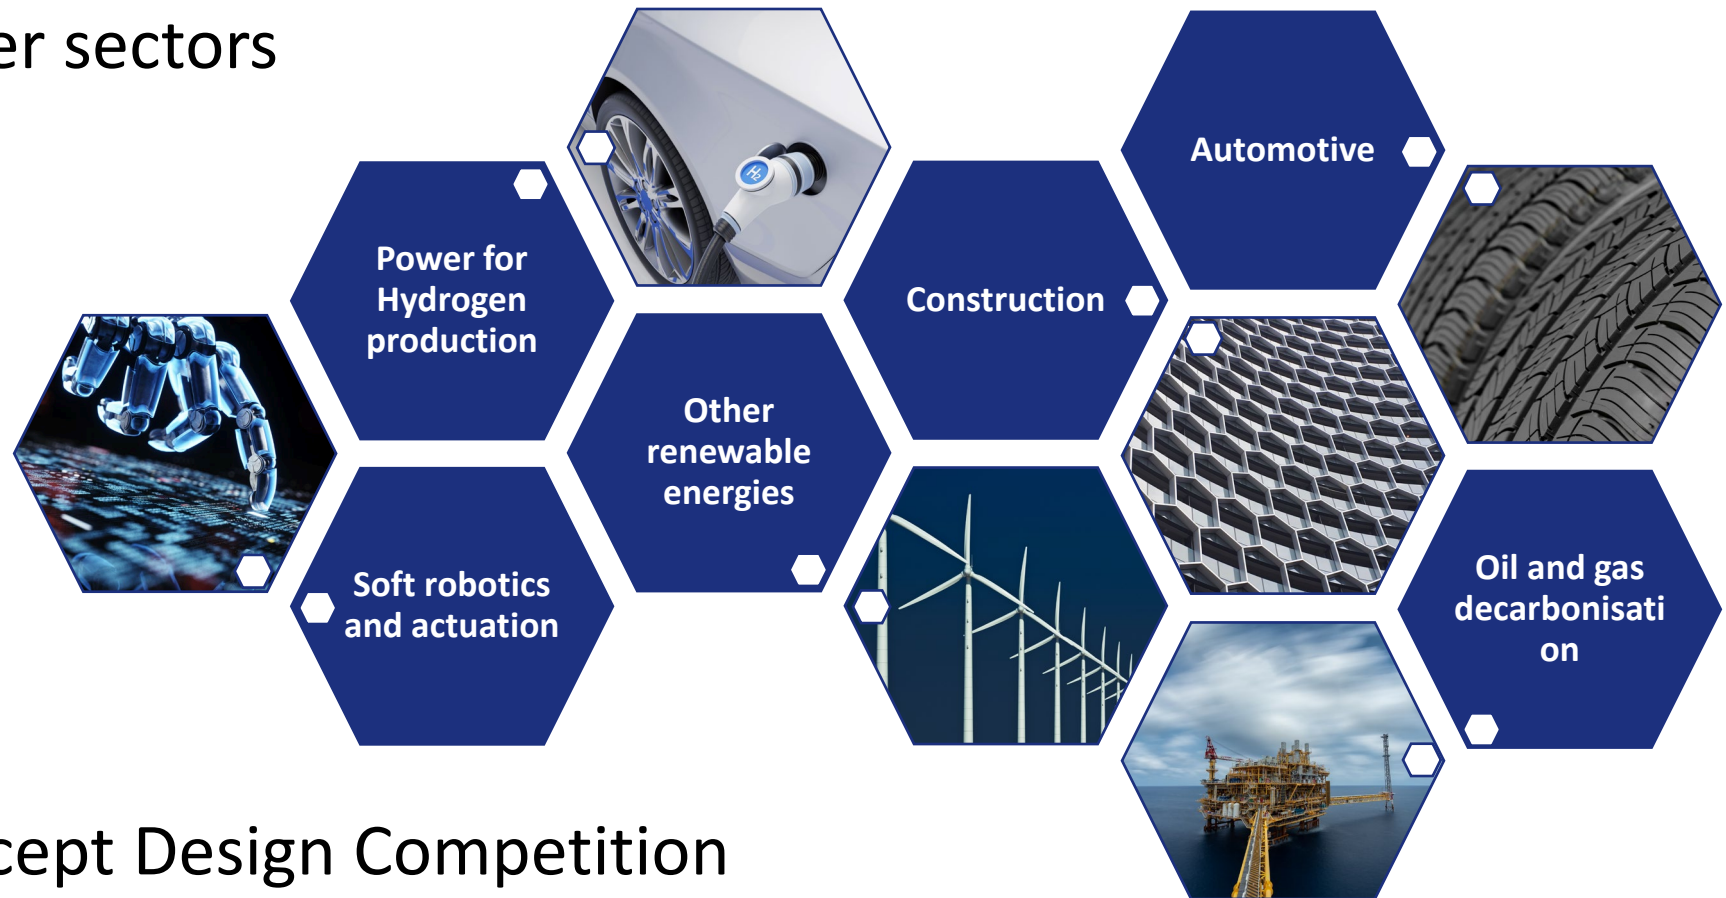 er sectors
Automotive
Power for
Hydrogen
production
H2
Construction
Other
renewable
energies
Soft robotics
and actuation
Oil and gas
decarbonisati
on
cept Design Competition